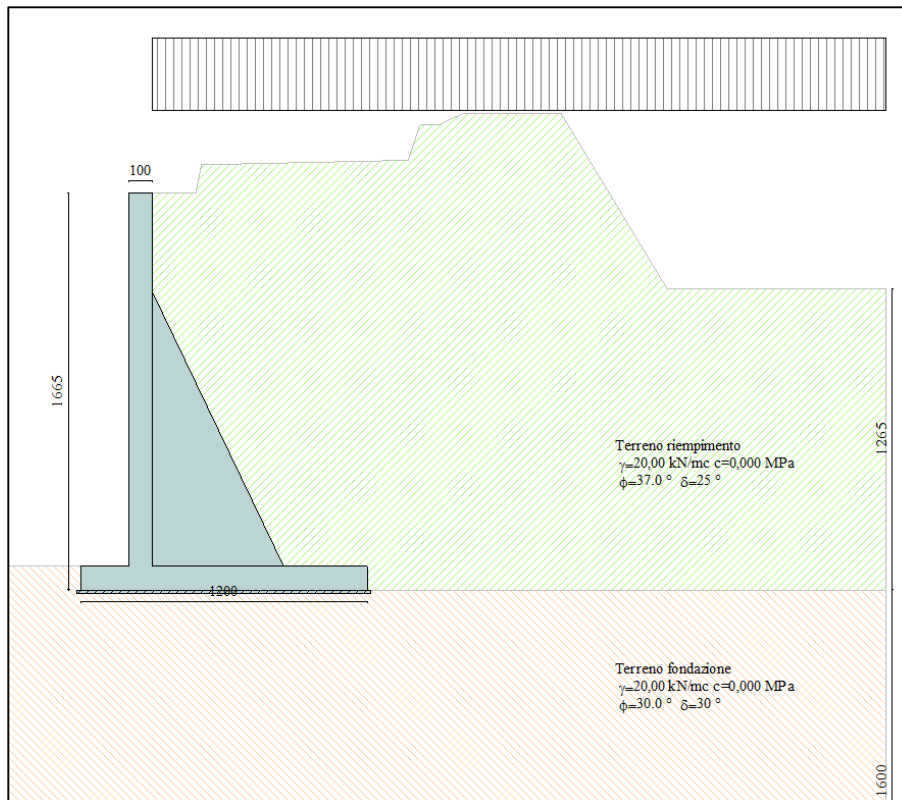 100
1665
1265
Terreno riempimento
γ=20,00 kN/mc c=0,000 MPa
ϕ=37.0 ° δ=25 °
1200
Terreno fondazione
γ=20,00 kN/mc c=0,000 MPa
ϕ=30.0 ° δ=30 °
1600